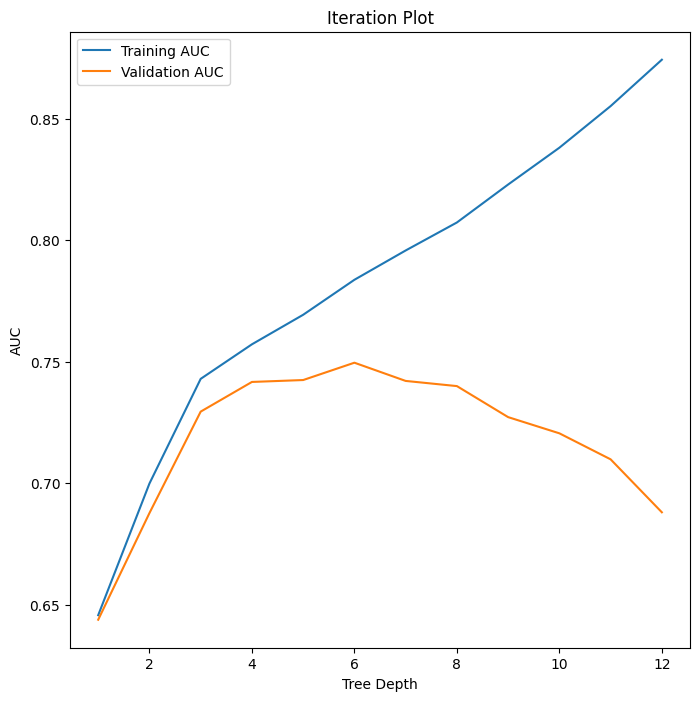 Iteration Plot
Training AUC
Validation AUC
0.85
0.80
0.75
0.70
0.65
AUC
2 4 6 8 10 12
Tree Depth